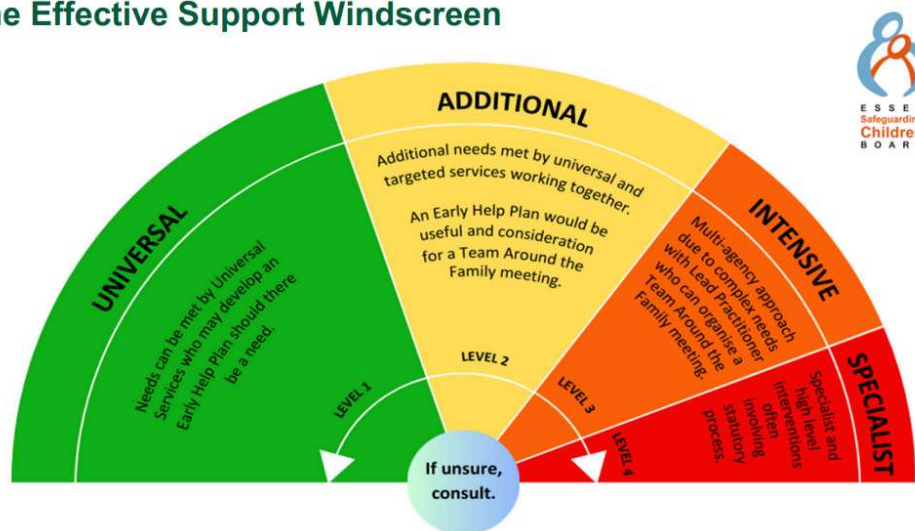 e Effective Support Windscreen
ESSE
Safeguardin
Childre
BOAR
UNIVERSAL
Needs can be met by Universal
Services who may develop an
Early Help Plan should there
be a need.
LEVEL 1
ADDITIONAL
Additional needs met by universal and
targeted services working together.
An Early Help Plan would be
useful and consideration
for a Team Around the
Family meeting.
LEVEL 2
INTENSIVE
Multi-agency approach
due to complex needs
with Lead Practitioner
who can organise a
Team Around the
Family meeting.
LEVEL 3
SPECIALIST
Specialist and
high level
interventions
often
involving
statutory
process.
LEVEL 4
If unsure,
consult.